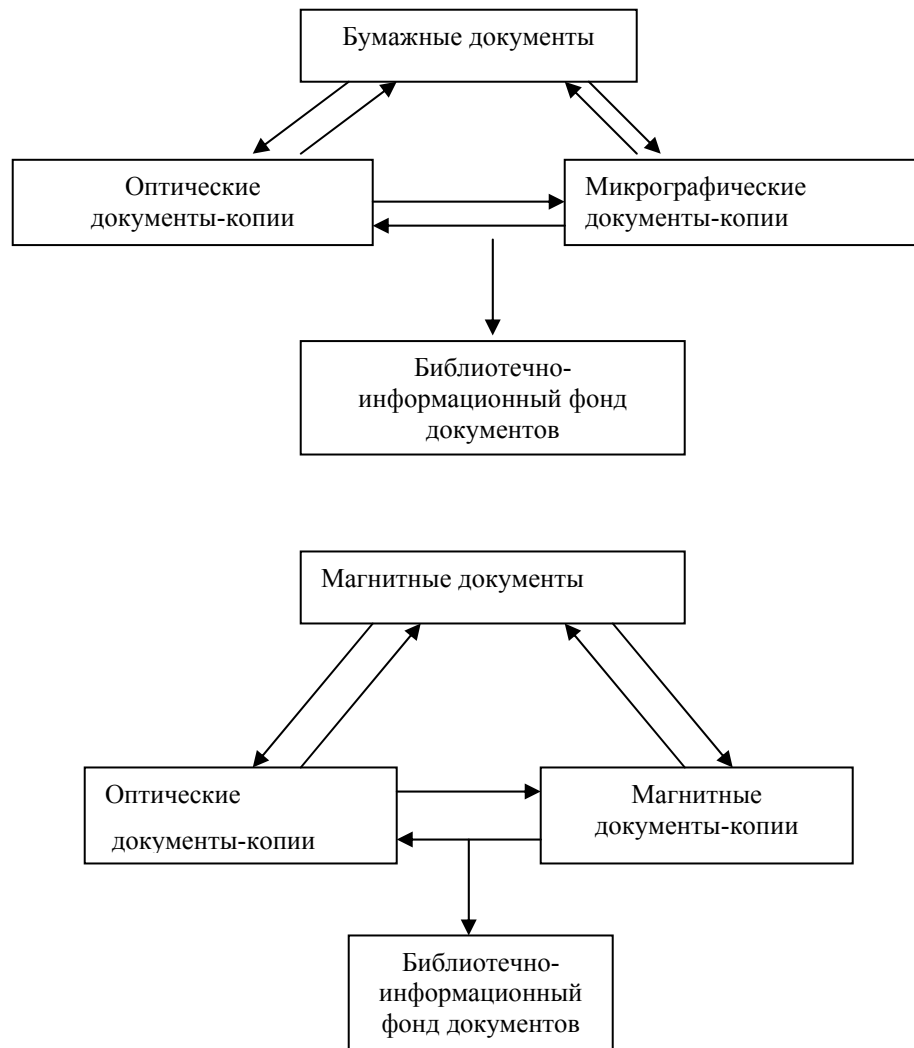 Бумажные документы
Оптические
документы-копии
Микрографические
документы-копии
Библиотечно-
информационный фонд
документов
Магнитные документы
Оптические
документы-копии
Магнитные
документы-копии
Библиотечно-
информационный
фонд документов